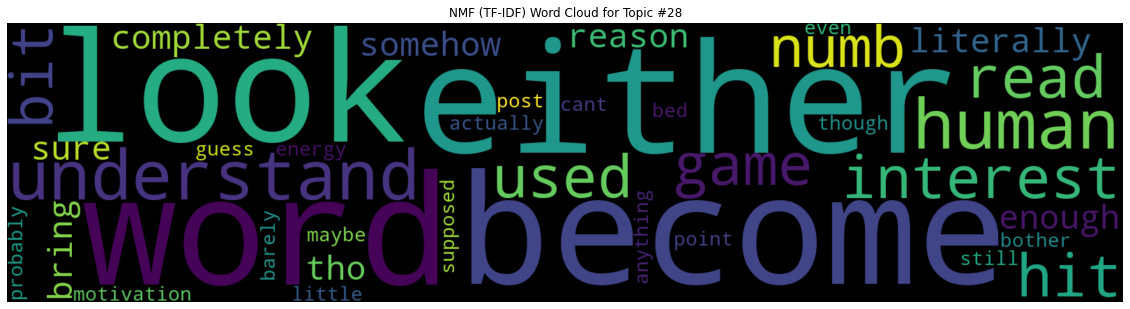 NMF (TF-IDF) Word Cloud for Topic #28
bit
completely
look
somehow
either
reason
numb
even
literally
read
human
post
cant
bed
actually
though
sure
guess
energy
understand
used
game
interest
word
become
supposed
anything
point
enough
bother
still
hit
probably
bring
barely
maybe
tho
motivation
little